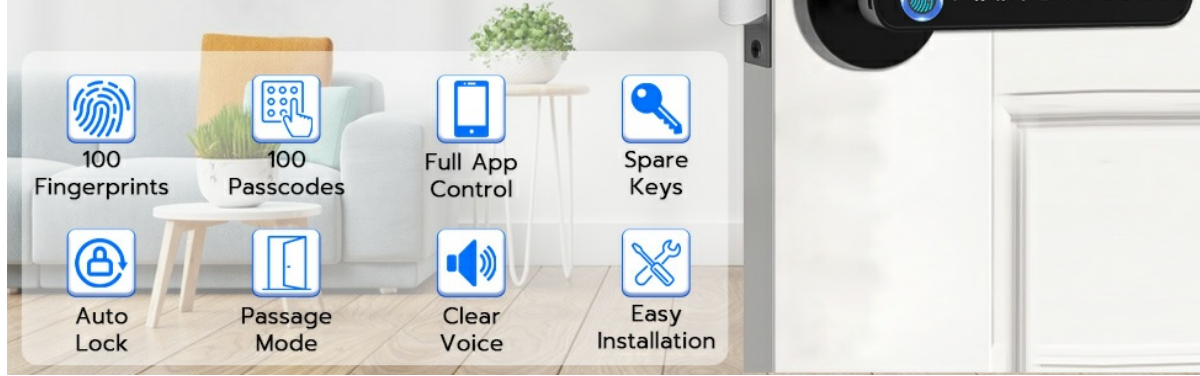 100
Fingerprints
100
Passcodes
Full App
Control
Spare
Keys
Auto
Lock
Passage
Mode
Clear
Voice
Easy
Installation